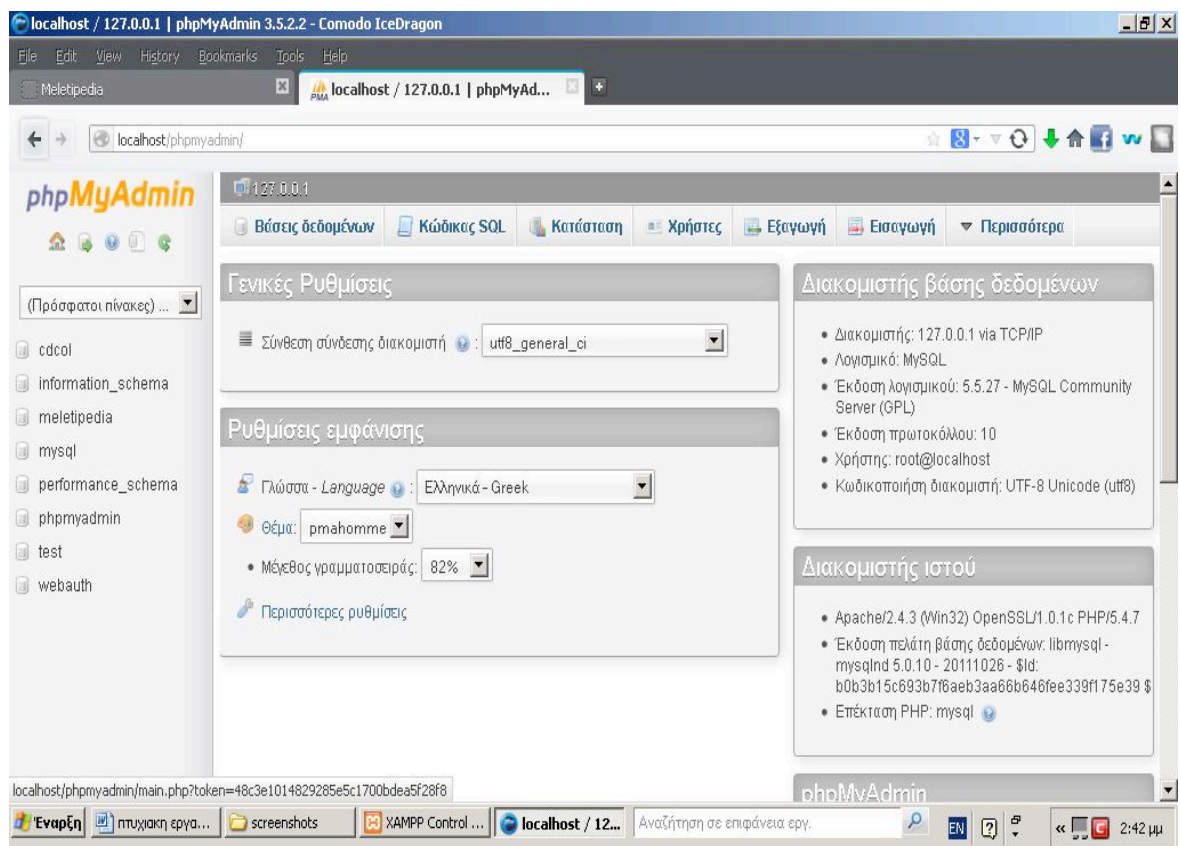 localhost / 127.0.0.1 | phpMyAdmin 3.5.2.2 - Comodo IceDragon
File Edit View History Bookmarks Tools Help
Meletipedia
PMA localhost / 127.0.0.1 | phpMyAd...
localhost/phpmyadmin/
phpMyAdmin
127.0.0.1
Βάσεις δεδομένων Κώδικας SQL Κατάσταση Χρήστες Εξαγωγή Εισαγωγή Περισσότερα
(Πρόσφατοι πίνακες) ...
cdcol
information_schema
meletipedia
mysql
performance_schema
phpmyadmin
test
webauth
Γενικές Ρυθμίσεις
Σύνθεση σύνδεσης διακομιστή : utf8_general_ci
Ρυθμίσεις εμφάνισης
Γλώσσα - Language : Ελληνικά - Greek
Θέμα: pmahomme
• Μέγεθος γραμματοσειράς: 82%
Περισσότερες ρυθμίσεις
Διακομιστής βάσης δεδομένων
• Διακομιστής: 127.0.0.1 via TCP/IP
• Λογισμικό: MySQL
• Έκδοση λογισμικού: 5.5.27 - MySQL Community
Server (GPL)
• Έκδοση πρωτοκόλλου: 10
• Χρήστης: root@localhost
• Κωδικοποίηση διακομιστή: UTF-8 Unicode (utf8)
Διακομιστής ιστού
• Apache/2.4.3 (Win32) OpenSSL/1.0.1c PHP/5.4.7
• Έκδοση πελάτη βάσης δεδομένων: libmysql -
mysqlnd 5.0.10 - 20111026 - $Id:
b0b3b15c693b7f6aeb3aa66b646fee339f175e39 $
• Επέκταση PHP: mysql
phpMyAdmin
localhost/phpmyadmin/main.php?token=48c3e1014829285e5c1700bdea5f28f8
Έναρξη πτυχιακη εργα... screenshots XAMPP Control ... localhost / 12... Αναζήτηση σε επιφάνεια εργ. EN 2:42 μμ